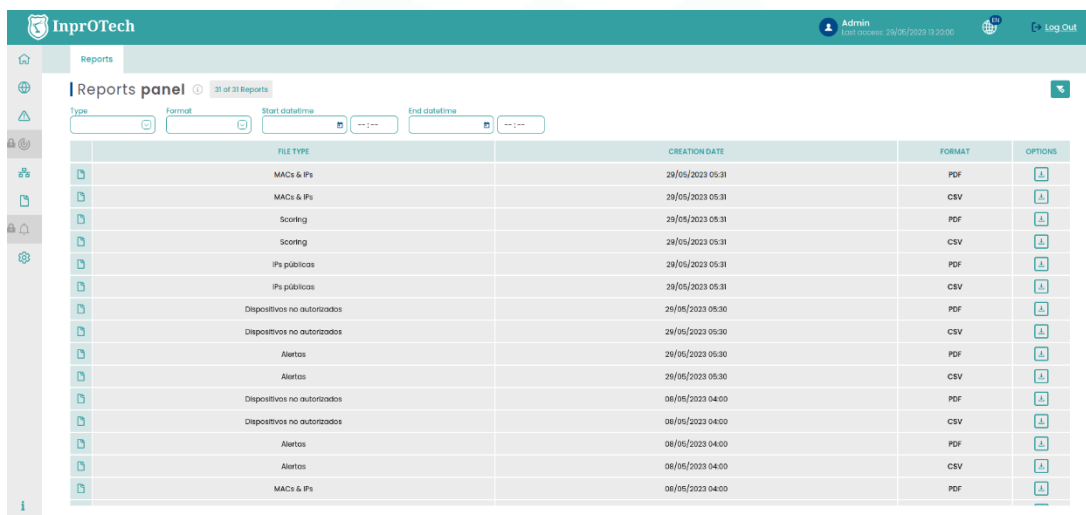 InprOTech
Admin
Last access: 29/05/2023 13:20:00
EN
Log Out
Reports
Reports panel 31 of 31 Reports
Type Format Start datetime End datetime
--:-- --:--
FILE TYPE CREATION DATE FORMAT OPTIONS
MACs & IPs 29/05/2023 05:31 PDF
MACs & IPs 29/05/2023 05:31 CSV
Scoring 29/05/2023 05:31 PDF
Scoring 29/05/2023 05:31 CSV
IPs públicas 29/05/2023 05:31 PDF
IPs públicas 29/05/2023 05:31 CSV
Dispositivos no autorizados 29/05/2023 05:30 PDF
Dispositivos no autorizados 29/05/2023 05:30 CSV
Alertas 29/05/2023 05:30 PDF
Alertas 29/05/2023 05:30 CSV
Dispositivos no autorizados 08/05/2023 04:00 PDF
Dispositivos no autorizados 08/05/2023 04:00 CSV
Alertas 08/05/2023 04:00 PDF
Alertas 08/05/2023 04:00 CSV
MACs & IPs 08/05/2023 04:00 PDF